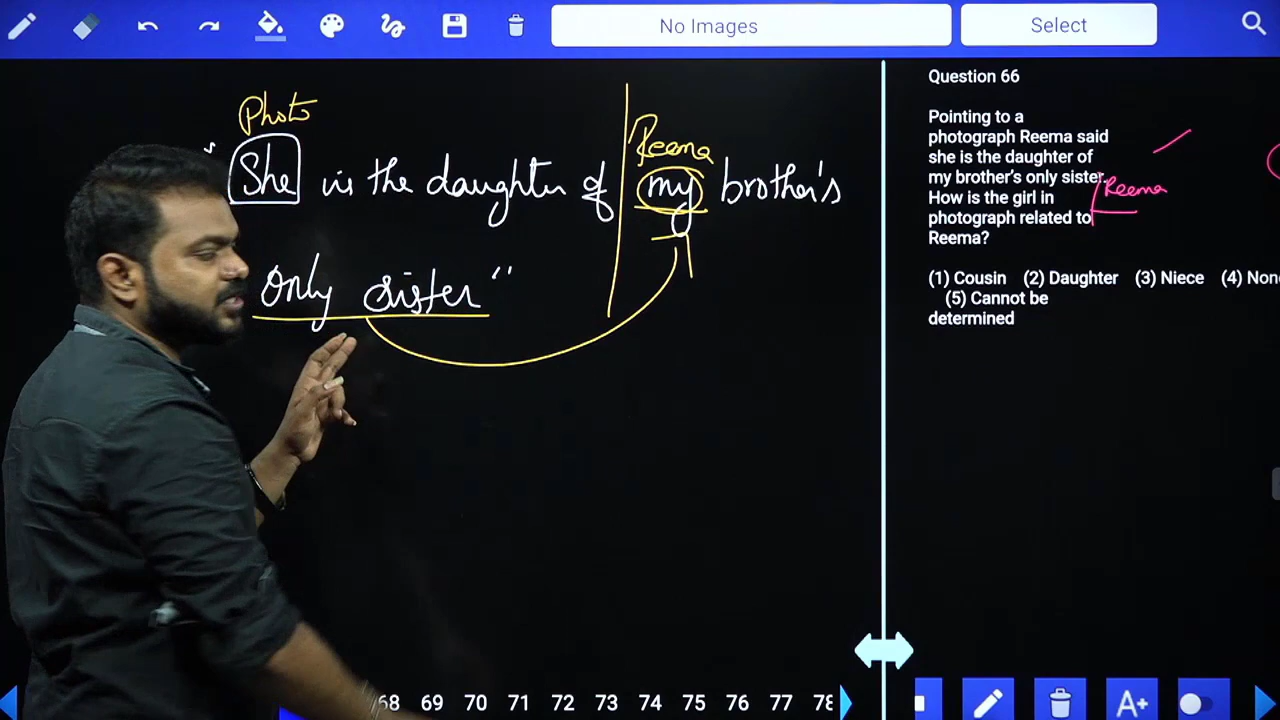 No Images
Select
Photo
Reema
"She is the daughter of my brother's
Only sister"
Question 66
Pointing to a
photograph Reema said
she is the daughter of
my brother's only sister.
Reema
How is the girl in
photograph related to
Reema?
(1) Cousin (2) Daughter (3) Niece (4) Non
(5) Cannot be
determined
68 69 70 71 72 73 74 75 76 77 78
A+